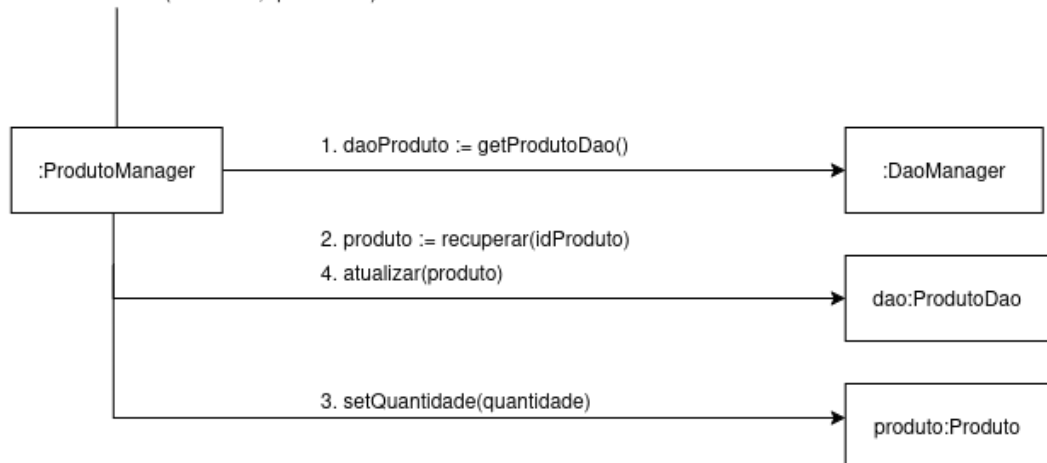 :ProdutoManager
1. daoProduto := getProdutoDao()
:DaoManager
2. produto := recuperar(idProduto)
4. atualizar(produto)
dao:ProdutoDao
3. setQuantidade(quantidade)
produto:Produto